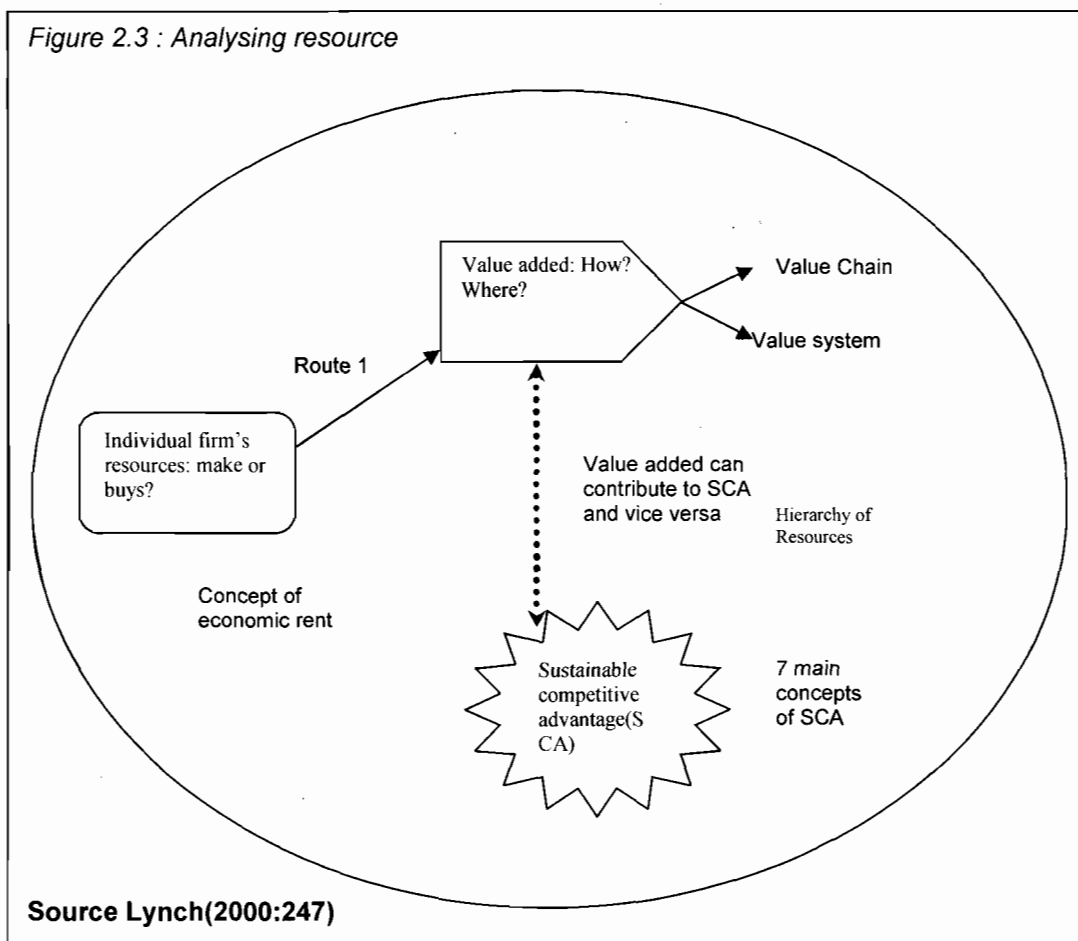 Figure 2.3 : Analysing resource
Value added: How?
Where?
Value Chain
Value system
Route 1
Individual firm's
resources: make or
buys?
Value added can
contribute to SCA
and vice versa
Hierarchy of
Resources
Concept of
economic rent
Sustainable
competitive
advantage(S
CA)
7 main
concepts
of SCA
Source Lynch(2000:247)